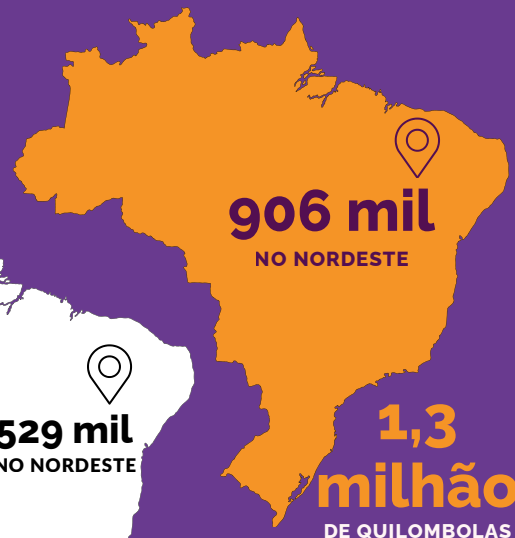 906 mil
NO NORDESTE
529 mil
NO NORDESTE
1,3
milhão
DE QUILOMBOLAS